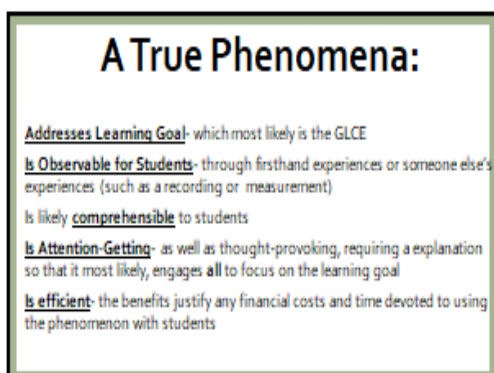 A True Phenomena:
Addresses Learning Goal- which most likely is the GLCE
Is Observable for Students- through firsthand experiences or someone else's
experiences (such as a recording or measurement)
Is likely comprehensible to students
Is Attention-Getting- as well as thought-provoking, requiring a explanation
so that it most likely, engages all to focus on the learning goal
Is efficient- the benefits justify any financial costs and time devoted to using
the phenomenon with students